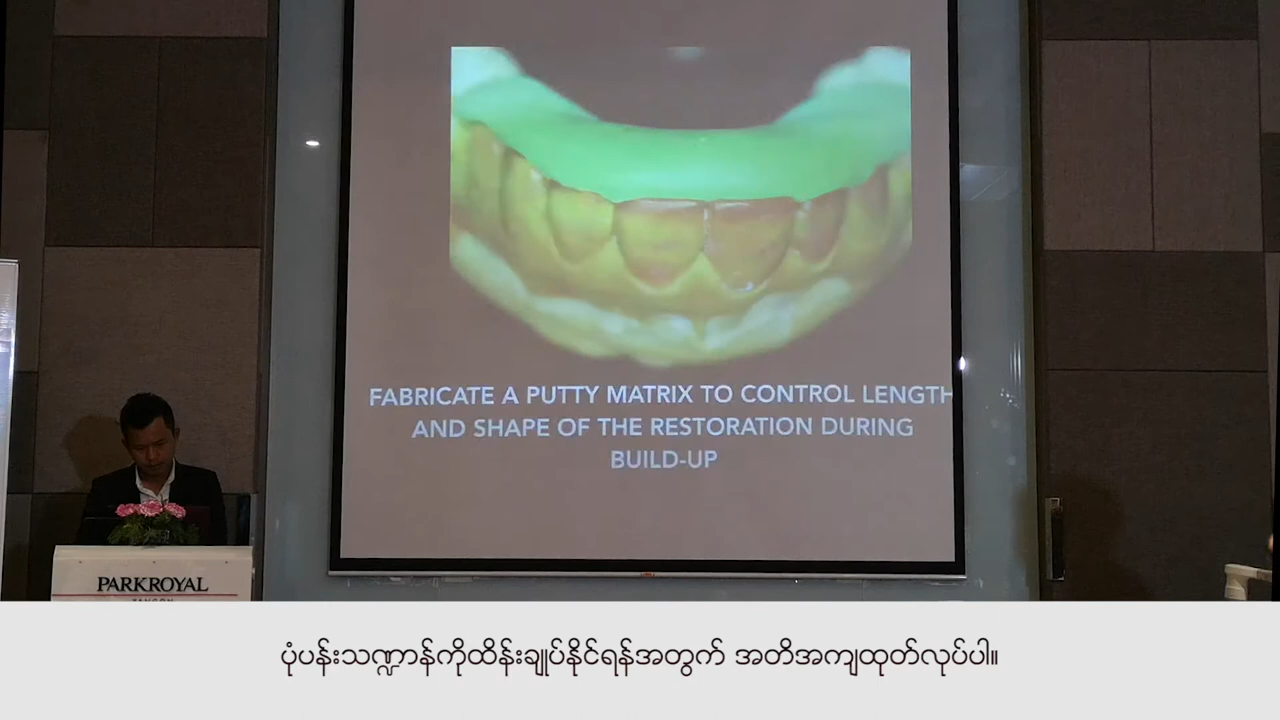 FABRICATE A PUTTY MATRIX TO CONTROL LENGTH
AND SHAPE OF THE RESTORATION DURING
BUILD-UP
PARKROYAL
ပုံပန်းသဏ္ဍာန်ကိုထိန်းချုပ်နိုင်ရန်အတွက် အတိအကျထုတ်လုပ်ပါ။